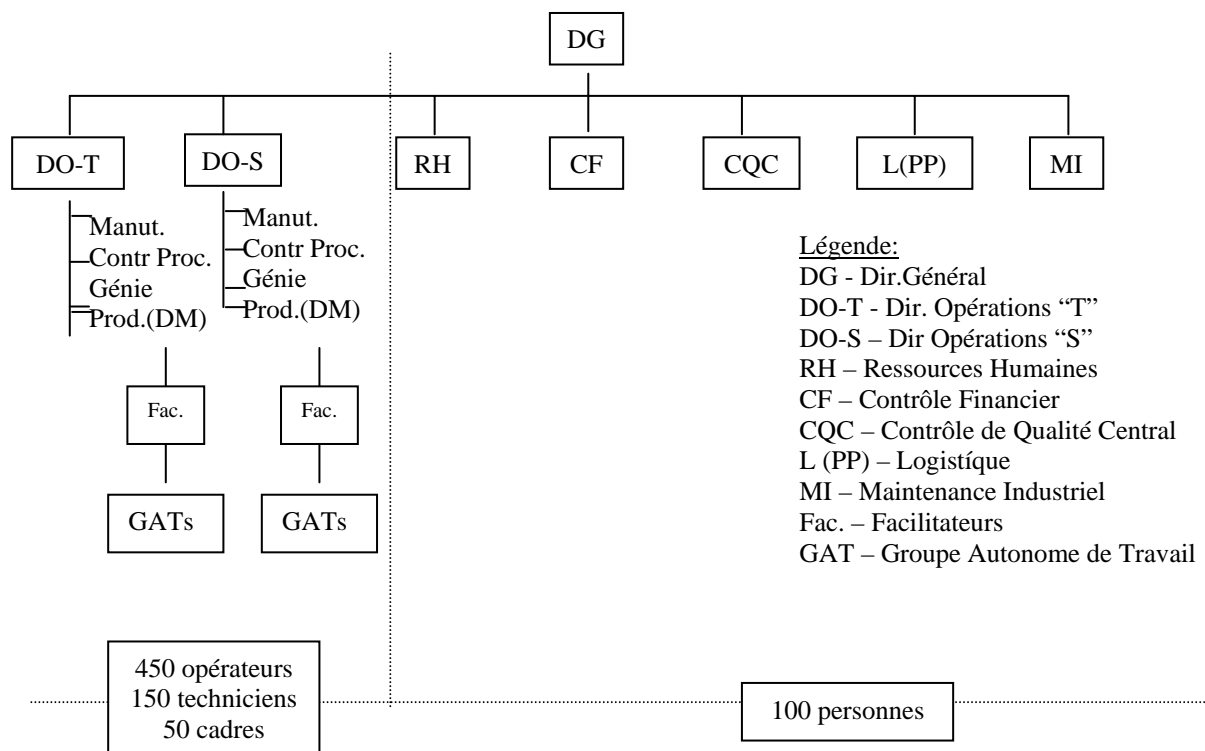 DG
DO-T
DO-S
RH
CF
CQC
L(PP)
MI
Manut.
Contr Proc.
Génie
Prod.(DM)
Manut.
Contr Proc.
Génie
Prod.(DM)
Fac.
Fac.
GATs
GATs
Légende:
DG - Dir.Général
DO-T - Dir. Opérations “T”
DO-S – Dir Opérations “S”
RH – Ressources Humaines
CF – Contrôle Financier
CQC – Contrôle de Qualité Central
L (PP) – Logistíque
MI – Maintenance Industriel
Fac. – Facilitateurs
GAT – Groupe Autonome de Travail
450 opérateurs
150 techniciens
50 cadres
100 personnes